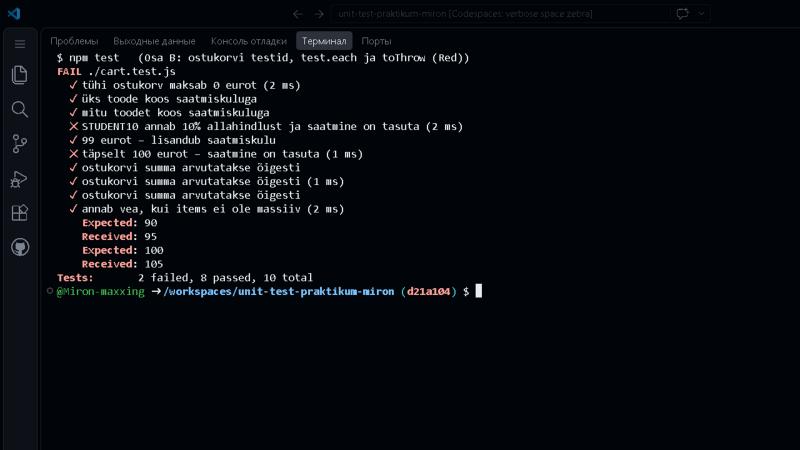 unit-test-praktikum-miron [Codespaces: verbose space zebra]
Проблемы Выходные данные Консоль отладки Терминал Порты
$ npm test (Osa B: ostukorvi testid, test.each ja toThrow (Red))
FAIL ./cart.test.js
✓ tühi ostukorv maksab 0 eurot (2 ms)
✓ üks toode koos saatmiskuluga
✓ mitu toodet koos saatmiskuluga
✕ STUDENT10 annab 10% allahindlust ja saatmine on tasuta (2 ms)
✓ 99 eurot – lisandub saatmiskulu
✕ täpselt 100 eurot – saatmine on tasuta (1 ms)
✓ ostukorvi summa arvutatakse õigesti
✓ ostukorvi summa arvutatakse õigesti (1 ms)
✓ ostukorvi summa arvutatakse õigesti
✓ annab vea, kui items ei ole massiiv (2 ms)
Expected: 90
Received: 95
Expected: 100
Received: 105
Tests: 2 failed, 8 passed, 10 total
@Miron-maxxing ➜ /workspaces/unit-test-praktikum-miron (d21a104) $